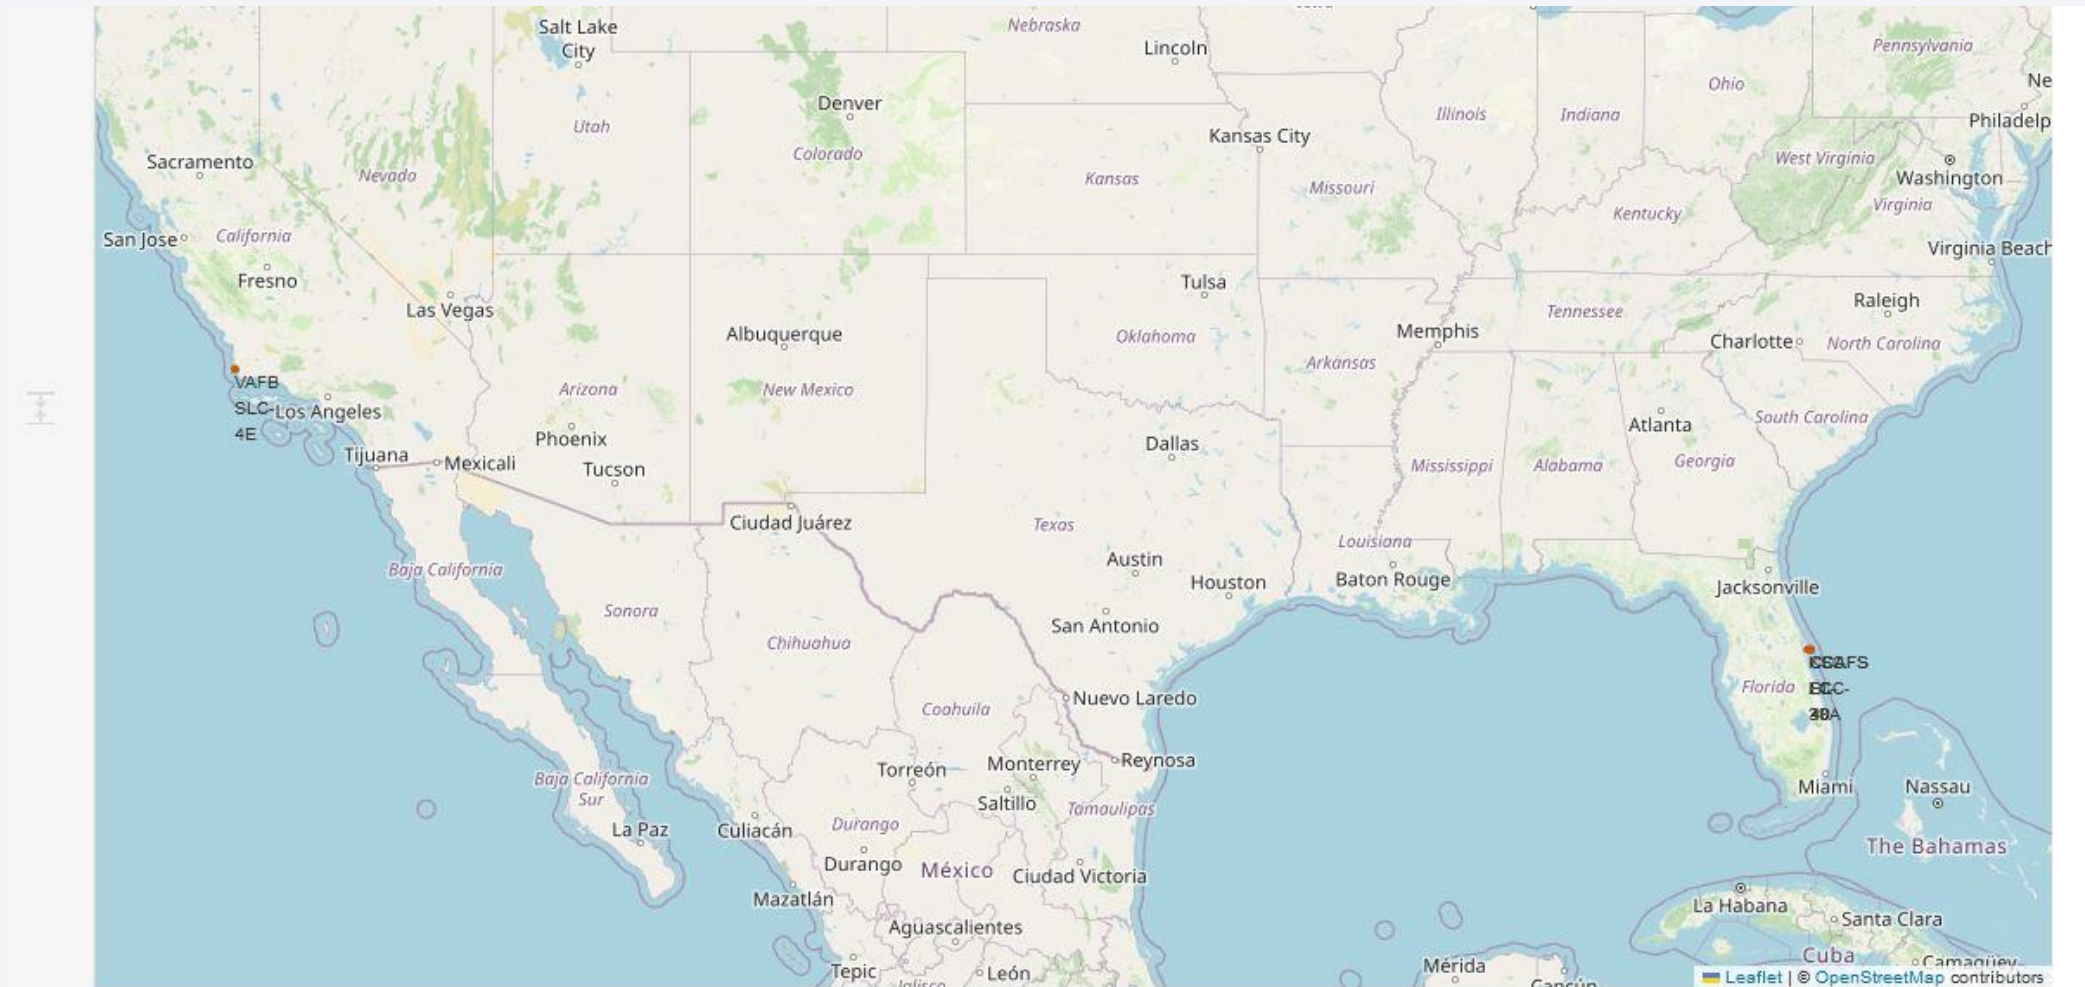 Salt Lake
City
Nebraska
Lincoln
Pennsylvania
Ohio
Ne
Denver
Illinois
Indiana
Philadelp
Utah
Kansas City
Colorado
Sacramento
Nevada
Kansas
Missouri
West Virginia
Washington
Virginia
Kentucky
San Jose
California
Virginia Beach
Fresno
Las Vegas
Tulsa
Raleigh
Tennessee
Albuquerque
Oklahoma
Memphis
Charlotte
North Carolina
Arkansas
VAFB
SLC-
4E
Los Angeles
Arizona
New Mexico
South Carolina
Atlanta
Phoenix
Dallas
Tijuana
Mexicali
Tucson
Mississippi
Alabama
Georgia
Ciudad Juárez
Texas
Louisiana
Baja California
Austin
Houston
Baton Rouge
Jacksonville
Sonora
San Antonio
Chihuahua
Florida
Nuevo Laredo
Coahuila
Torreón
Monterrey
Reynosa
Baja California
Sur
Saltillo
Tamaulipas
Miami
Nassau
La Paz
Culiacán
Durango
The Bahamas
Durango
México
Ciudad Victoria
Mazatlán
La Habana
Santa Clara
Aguascalientes
Cuba
Camagüey
Tepic
León
Mérida
Jalisco
Cancún
Leaflet | © OpenStreetMap contributors